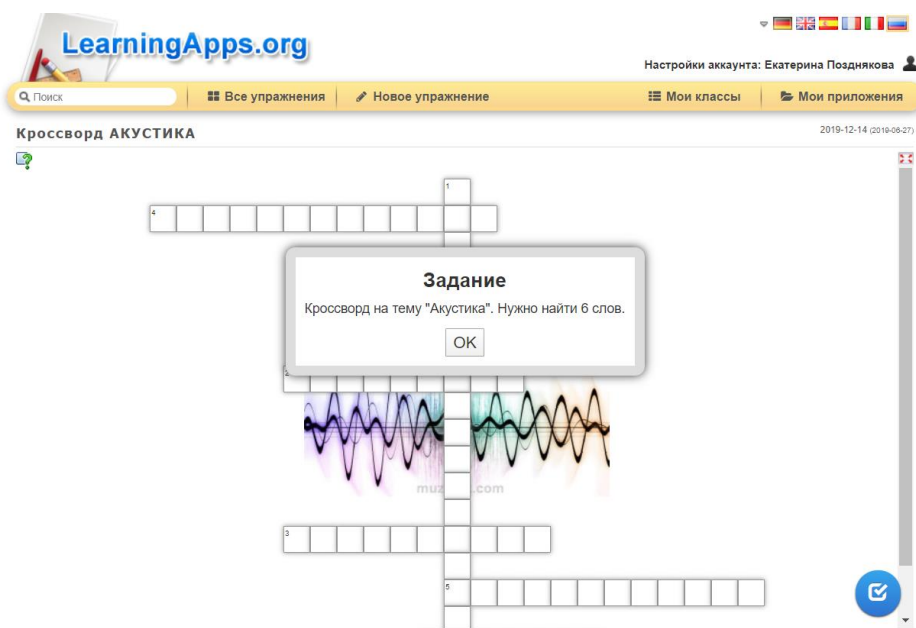 LearningApps.org
Настройки аккаунта: Екатерина Позднякова
Поиск
Все упражнения
Новое упражнение
Мои классы
Мои приложения
Кроссворд АКУСТИКА
2019-12-14 (2019-06-27)
1
4
Задание
Кроссворд на тему "Акустика". Нужно найти 6 слов.
OK
.com
3
5